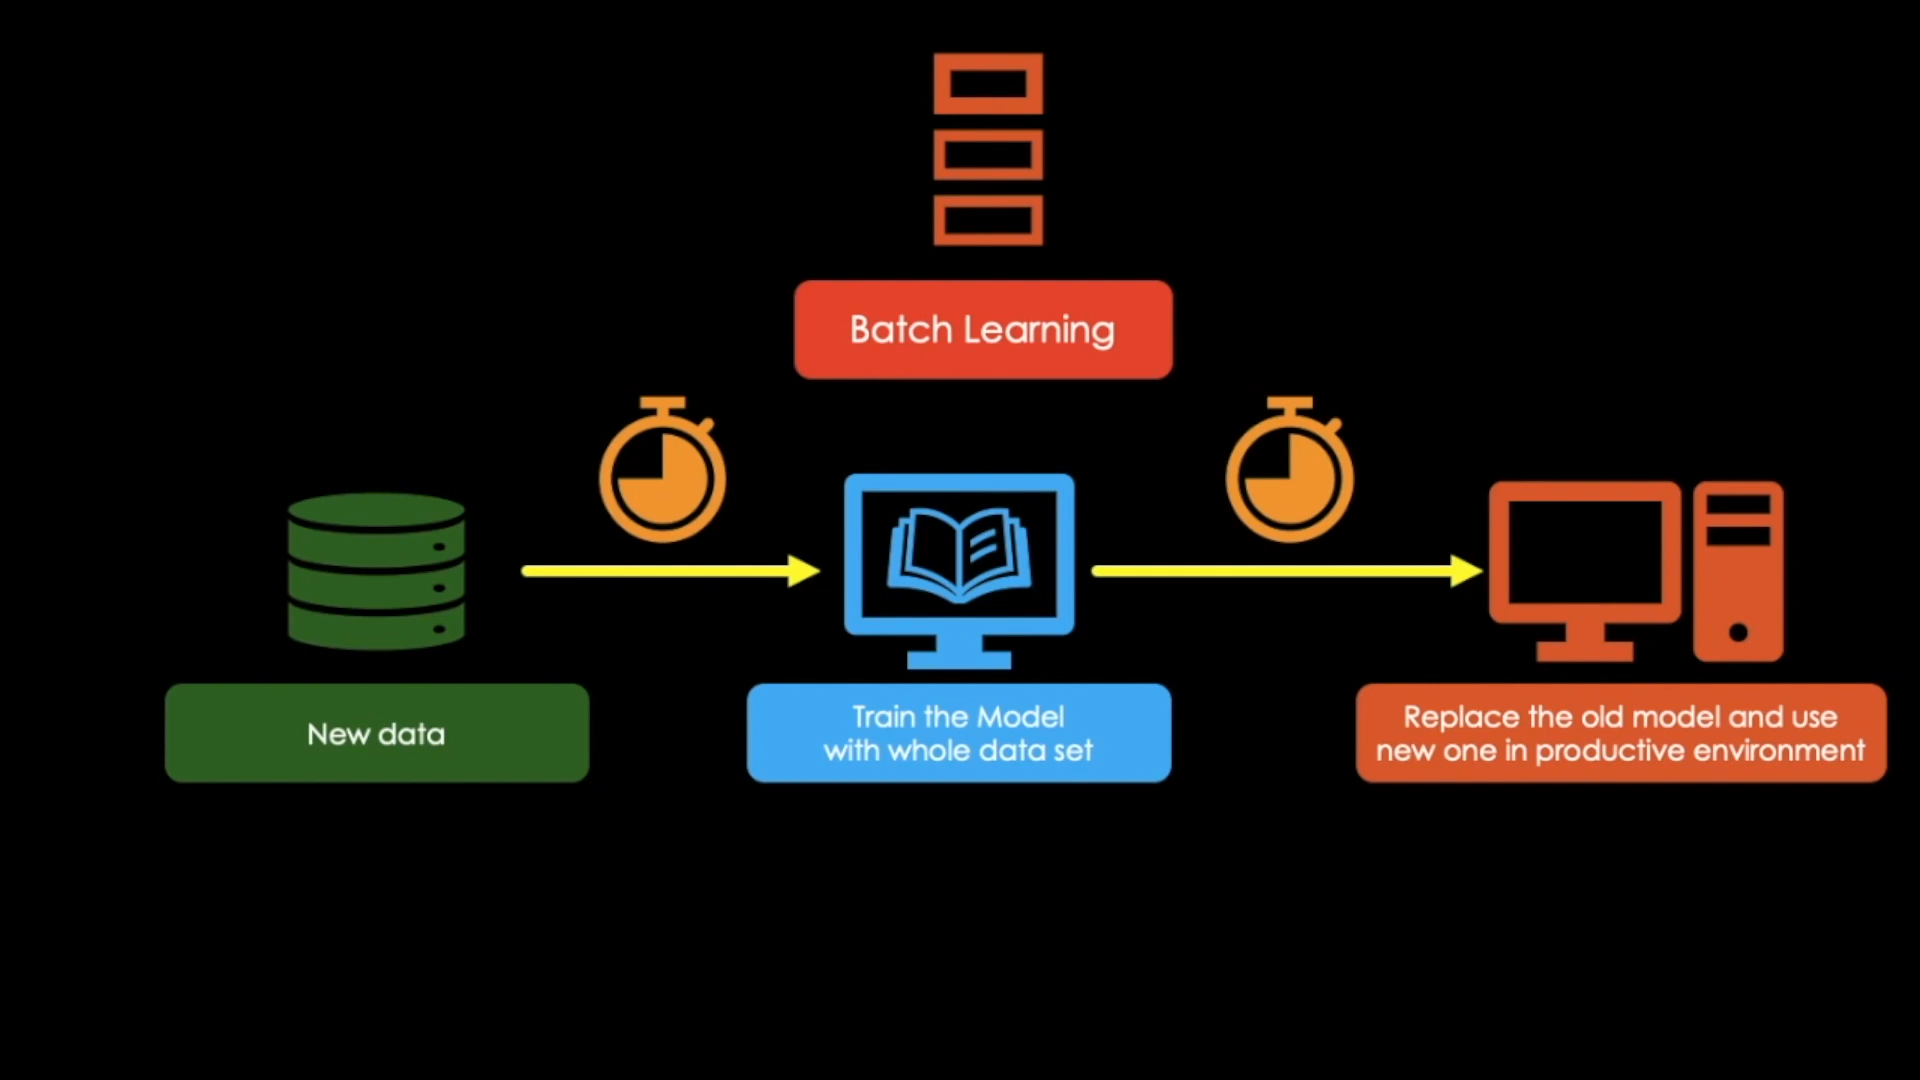 Batch Learning
New data
Train the Model
with whole data set
Replace the old model and use
new one in productive environment